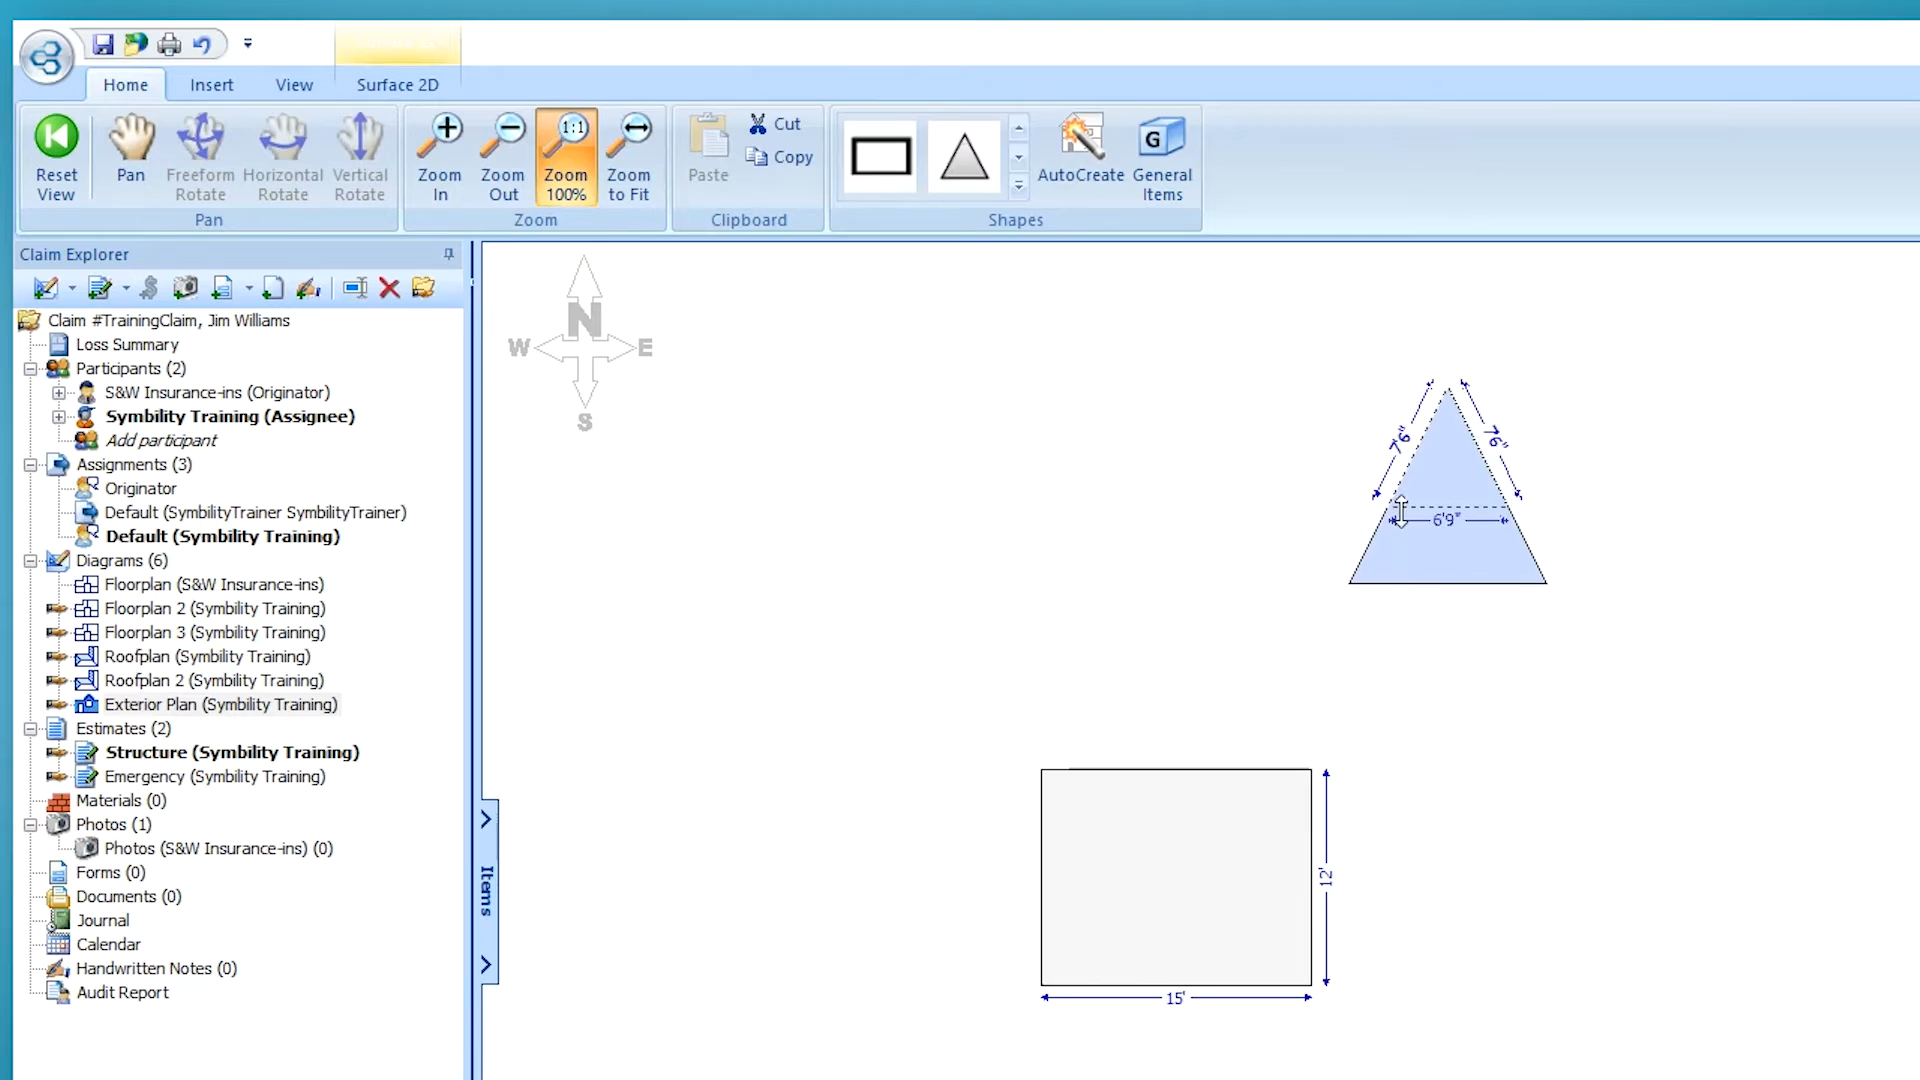 Home Insert View Surface 2D
Reset View
Pan
Freeform Rotate
Horizontal Rotate
Vertical Rotate
Zoom In
Zoom Out
1:1
Zoom 100%
Zoom to Fit
Paste
Cut
Copy
AutoCreate
G
General Items
Pan Zoom Clipboard Shapes
Claim Explorer
Claim #TrainingClaim, Jim Williams
Loss Summary
Participants (2)
S&W Insurance-ins (Originator)
Symbility Training (Assignee)
Add participant
Assignments (3)
Originator
Default (SymbilityTrainer SymbilityTrainer)
Default (Symbility Training)
Diagrams (6)
Floorplan (S&W Insurance-ins)
Floorplan 2 (Symbility Training)
Floorplan 3 (Symbility Training)
Roofplan (Symbility Training)
Roofplan 2 (Symbility Training)
Exterior Plan (Symbility Training)
Estimates (2)
Structure (Symbility Training)
Emergency (Symbility Training)
Materials (0)
Photos (1)
Photos (S&W Insurance-ins) (0)
Forms (0)
Documents (0)
Journal
Calendar
Handwritten Notes (0)
Audit Report
Items
N
W E
S
7'6" 7'6"
6'9"
12'
15'